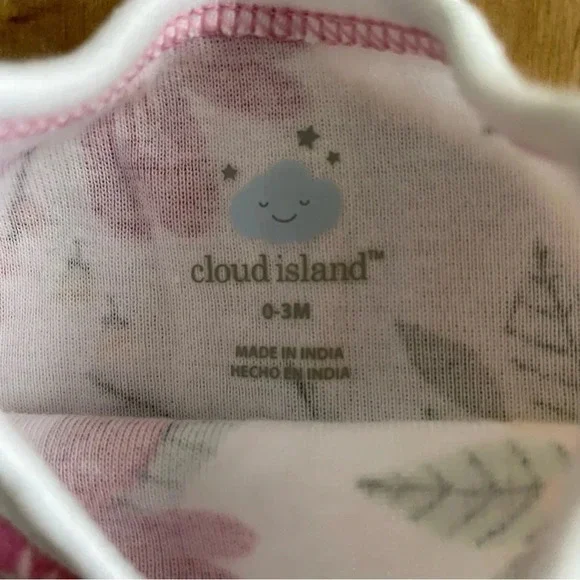 cloud island™
0-3M
MADE IN INDIA
HECHO EN INDIA